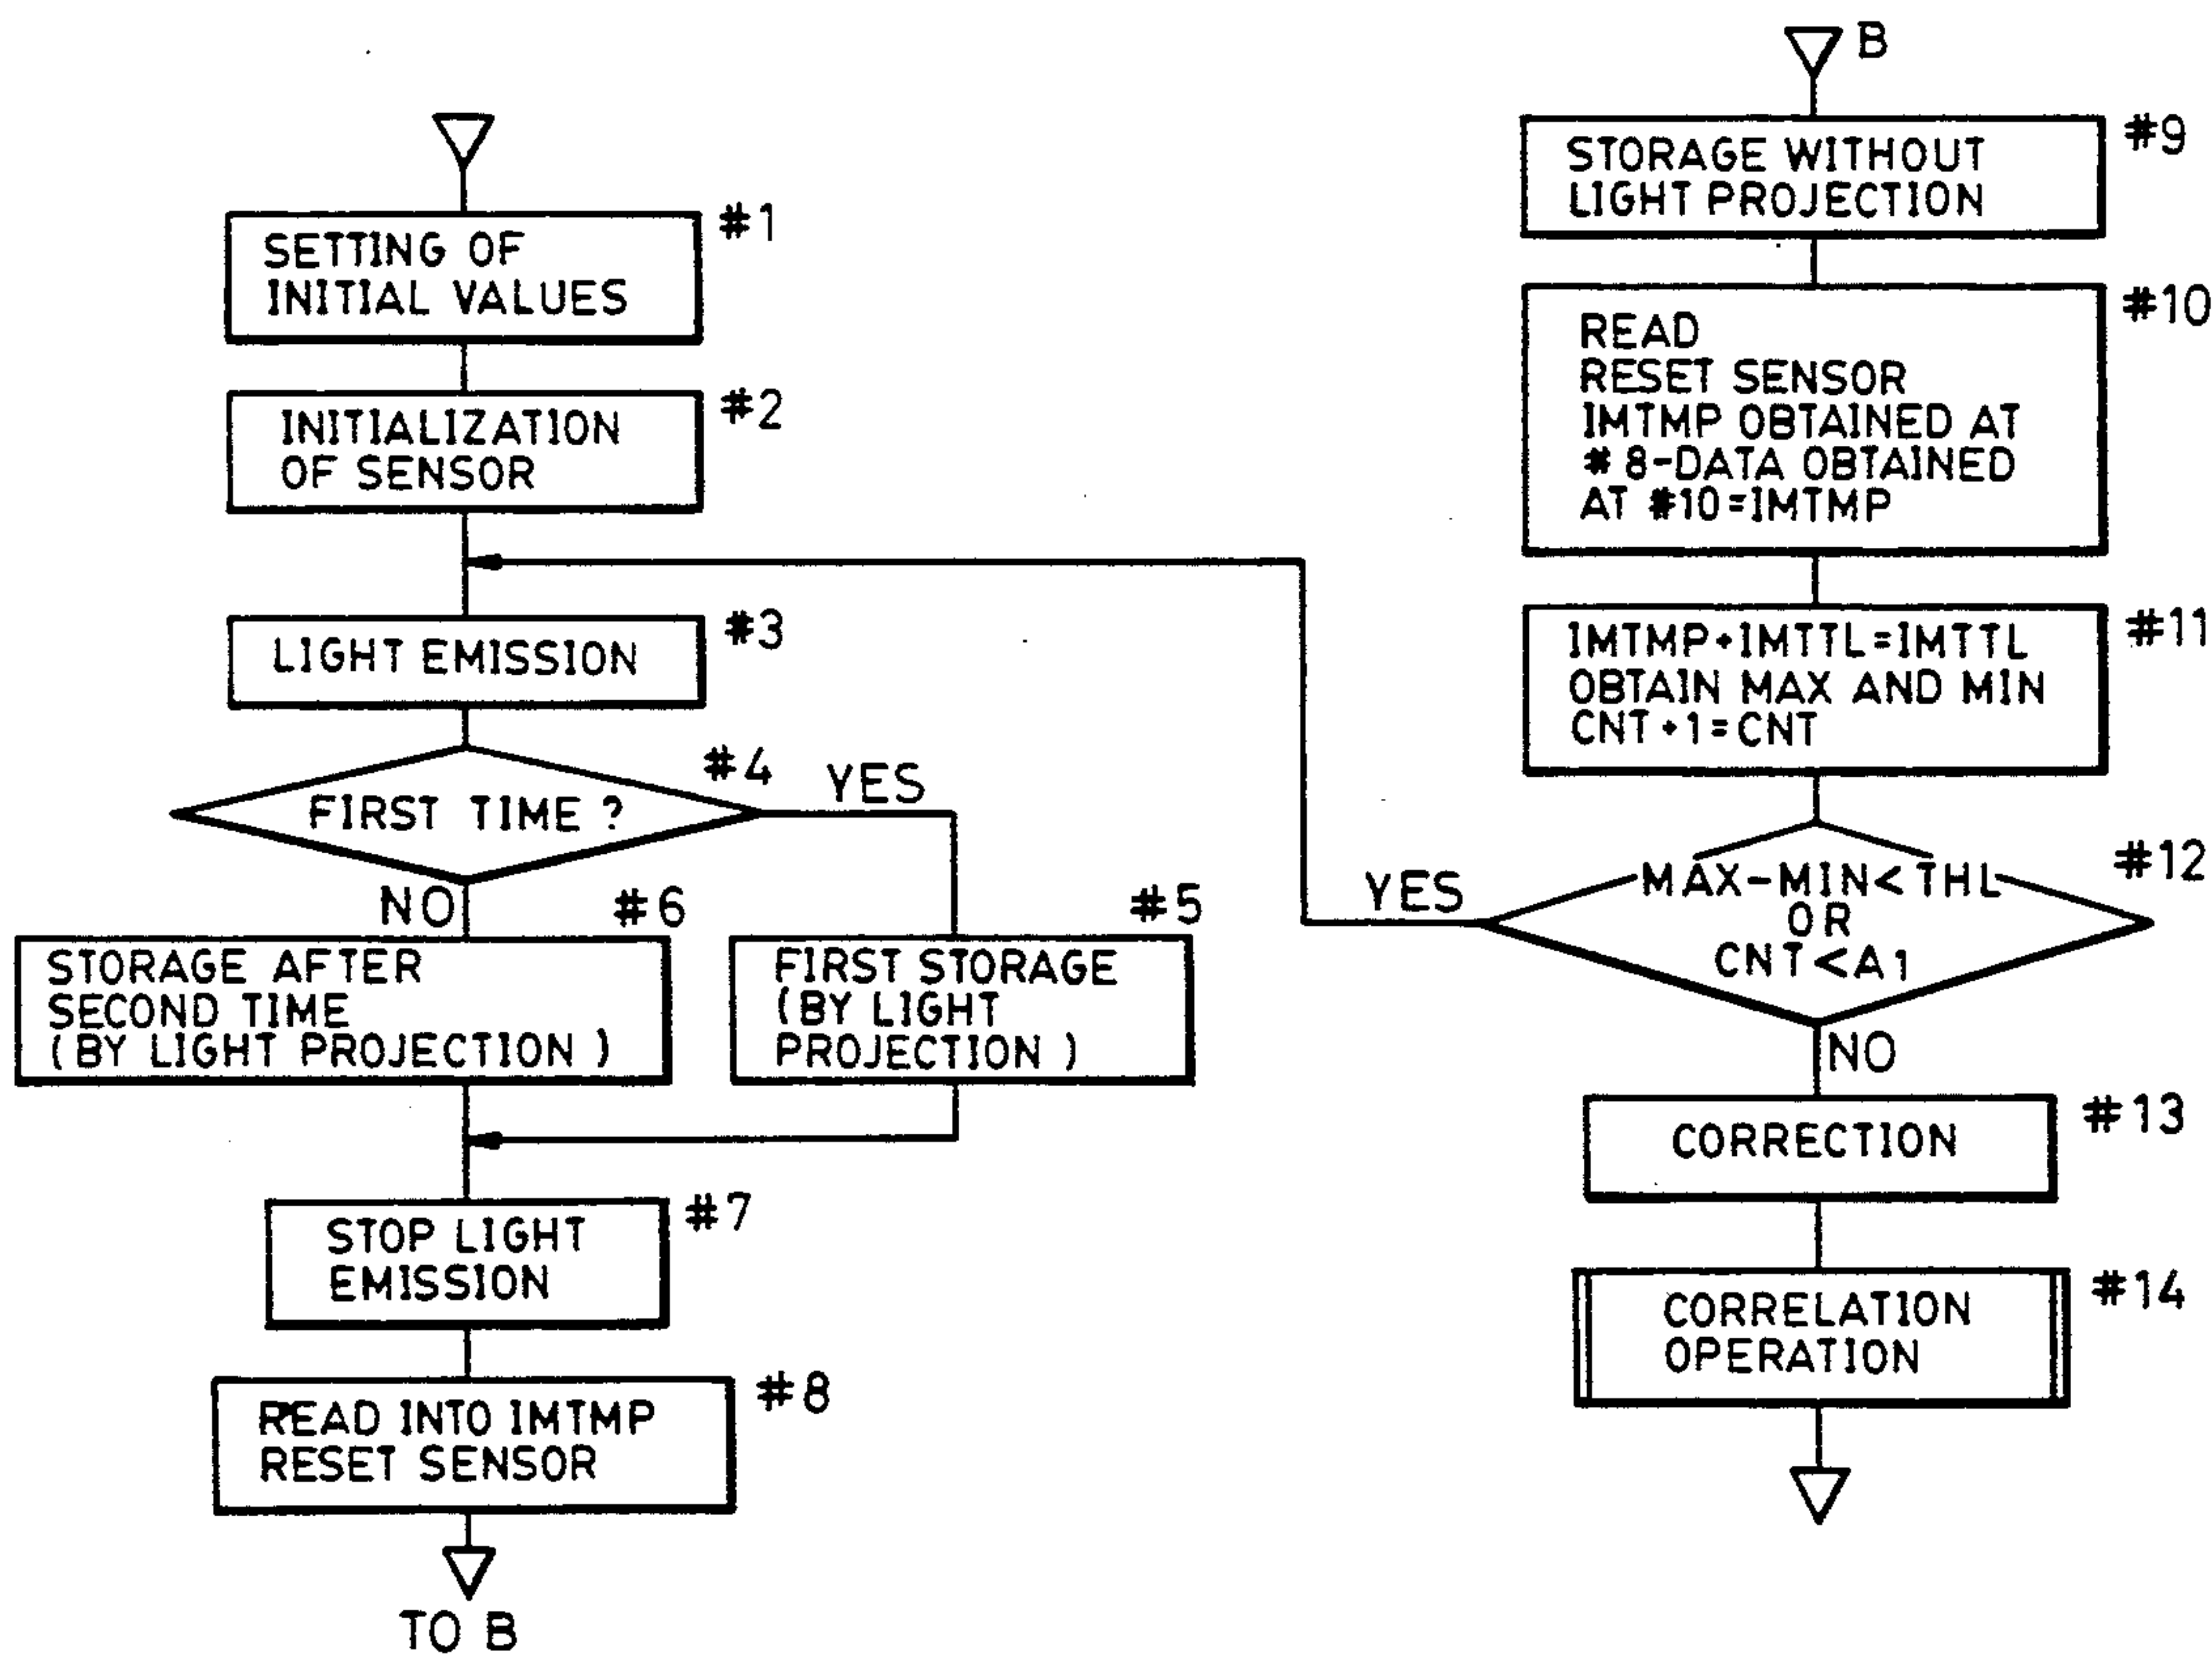 #1
SETTING OF
INITIAL VALUES
#2
INITIALIZATION
OF SENSOR
#3
LIGHT EMISSION
#4
FIRST TIME ?
YES
NO
#6
STORAGE AFTER
SECOND TIME
(BY LIGHT PROJECTION )
#5
FIRST STORAGE
(BY LIGHT
PROJECTION )
#7
STOP LIGHT
EMISSION
#8
READ INTO IMTMP
RESET SENSOR
TO B
B
#9
STORAGE WITHOUT
LIGHT PROJECTION
#10
READ
RESET SENSOR
IMTMP OBTAINED AT
#8-DATA OBTAINED
AT #10=IMTMP
#11
IMTMP+IMTTL=IMTTL
OBTAIN MAX AND MIN
CNT+1=CNT
#12
MAX-MIN<THL
OR
CNT<A1
YES
NO
#13
CORRECTION
#14
CORRELATION
OPERATION